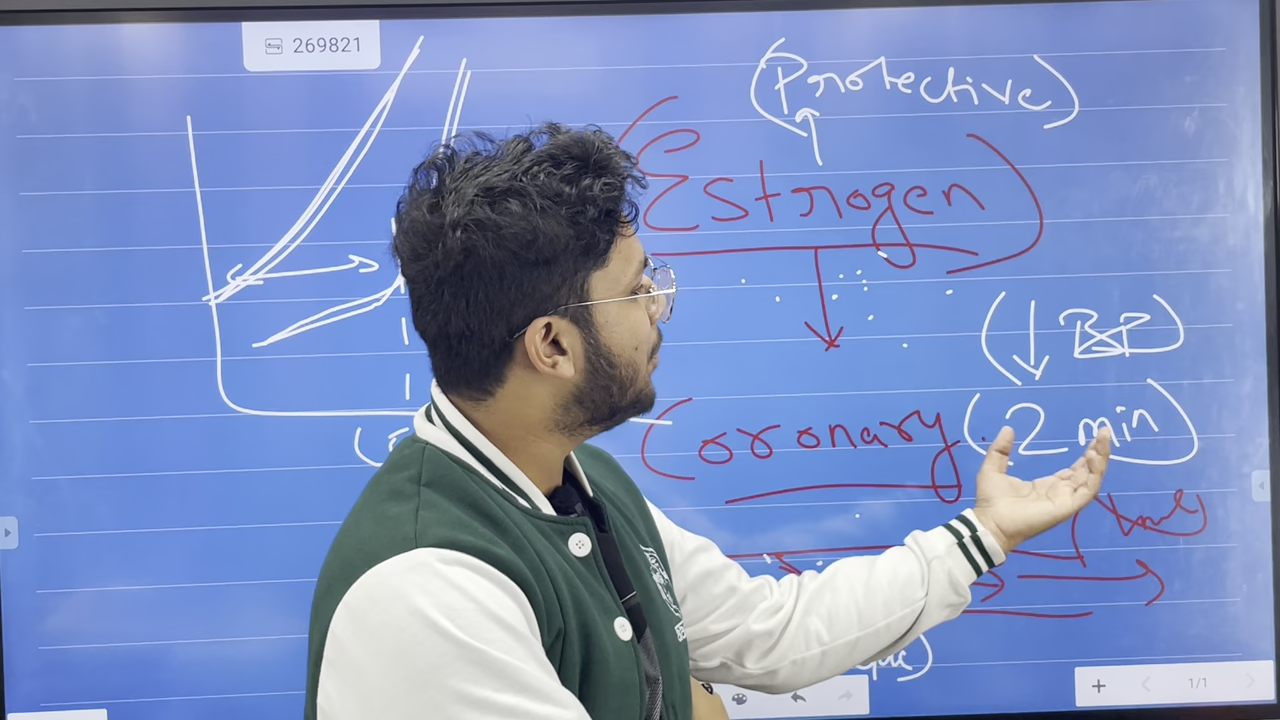 269821
(Protective)
(Estrogen)
(↓ BP)
Coronary (2 min)
1/1